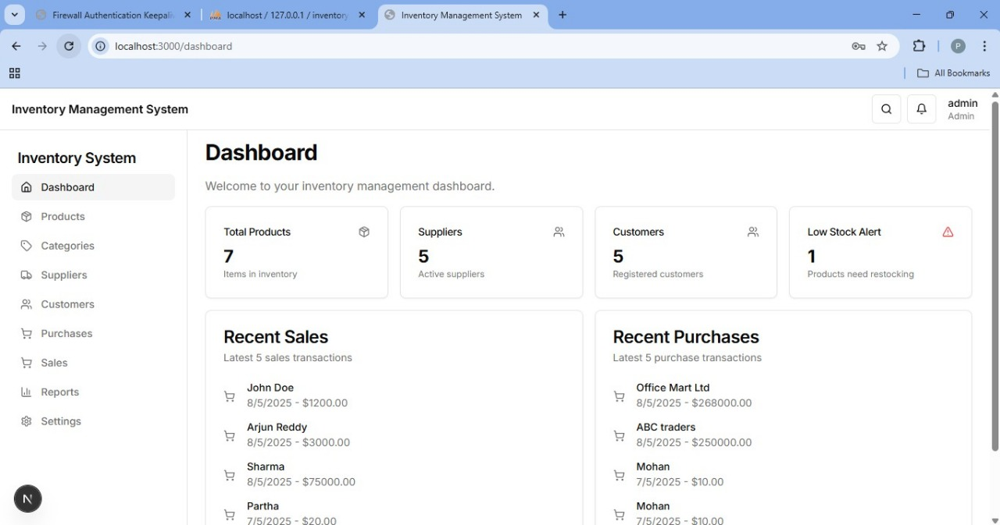 Firewall Authentication Keepaliv
localhost / 127.0.0.1 / inventory
Inventory Management System
localhost:3000/dashboard
P
All Bookmarks
Inventory Management System
admin
Admin
Inventory System
Dashboard
Products
Categories
Suppliers
Customers
Purchases
Sales
Reports
Settings
N
Dashboard
Welcome to your inventory management dashboard.
Total Products
7
Items in inventory
Suppliers
5
Active suppliers
Customers
5
Registered customers
Low Stock Alert
1
Products need restocking
Recent Sales
Latest 5 sales transactions
John Doe
8/5/2025 - $1200.00
Arjun Reddy
8/5/2025 - $3000.00
Sharma
8/5/2025 - $75000.00
Partha
7/5/2025 - $20.00
Recent Purchases
Latest 5 purchase transactions
Office Mart Ltd
8/5/2025 - $268000.00
ABC traders
8/5/2025 - $250000.00
Mohan
7/5/2025 - $10.00
Mohan
7/5/2025 - $10.00